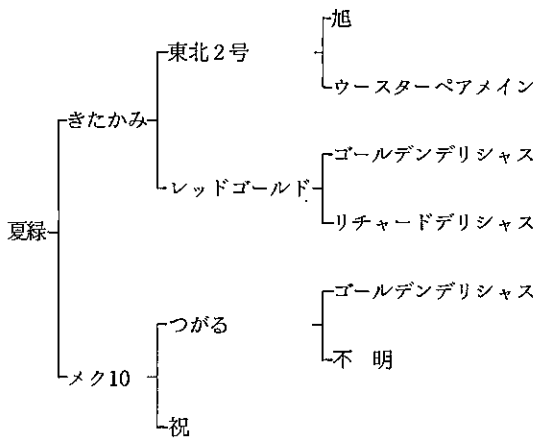 旭
東北2号
ウースターペアメイン
きたかみ
ゴールデンデリシャス
レッドゴールド
リチャードデリシャス
夏緑
ゴールデンデリシャス
つがる
不 明
メク10
祝